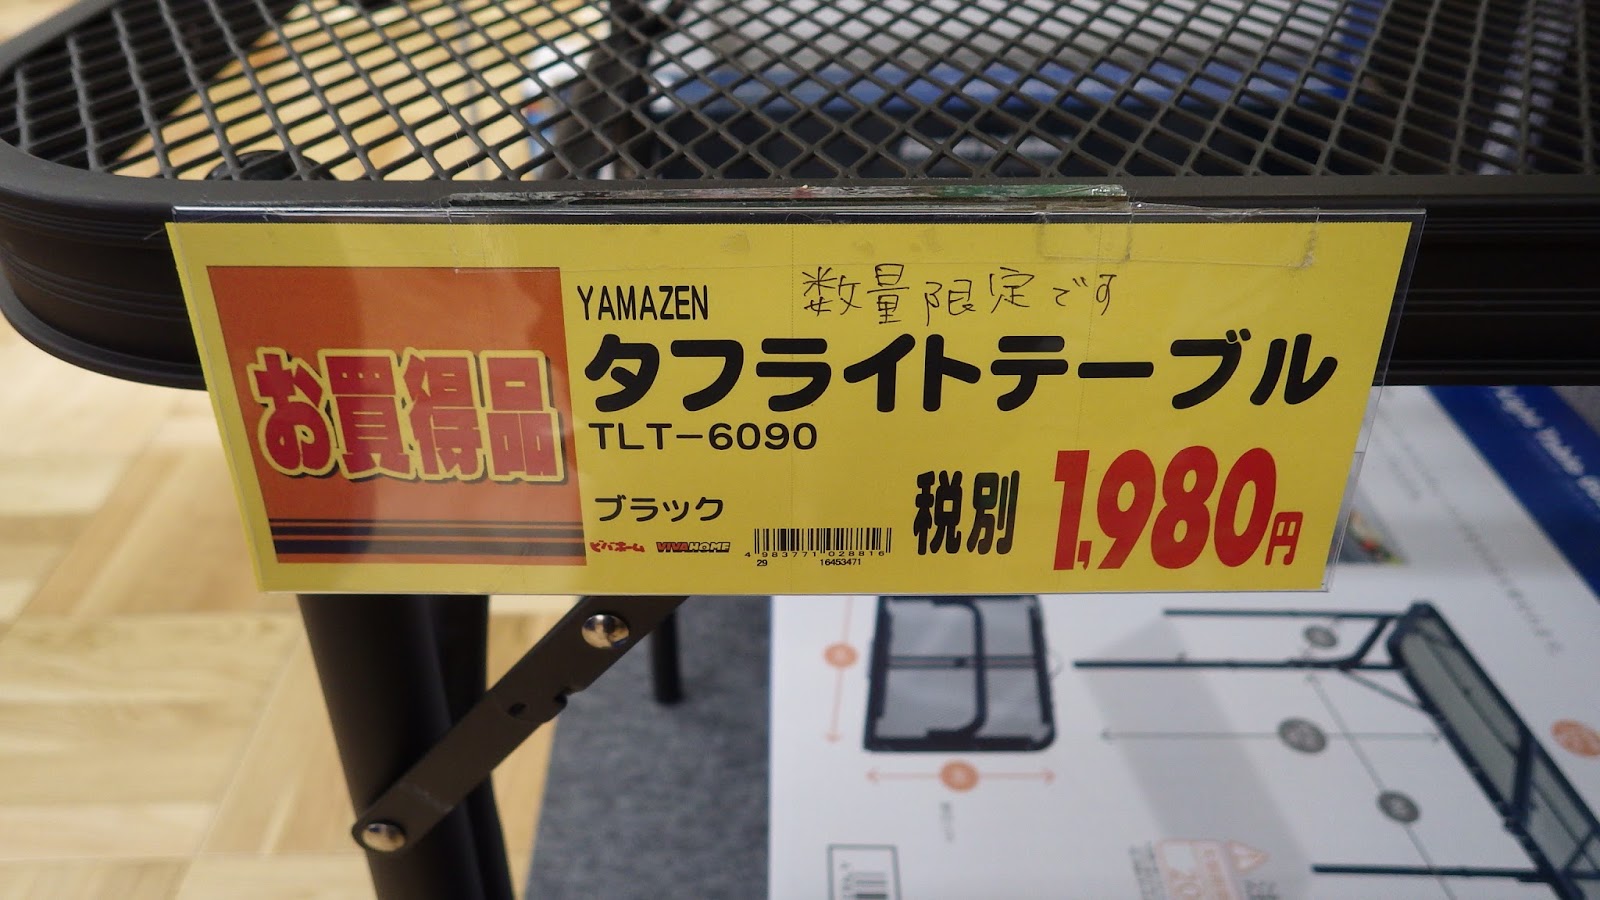 数量限定です
お買得品
YAMAZEN
タフライトテーブル
TLT-6090
ブラック
税別 1,980円
ビバホーム VIVAHOME
4 983771 028816
29 16453471